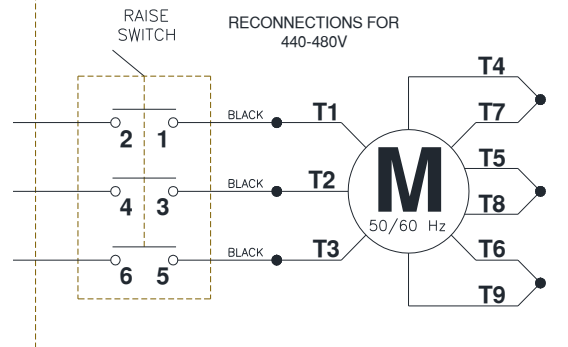 RAISE
SWITCH
RECONNECTIONS FOR
440-480V
2 1
BLACK
T1
4 3
BLACK
T2
6 5
BLACK
T3
M
50/60 Hz
T4
T7
T5
T8
T6
T9